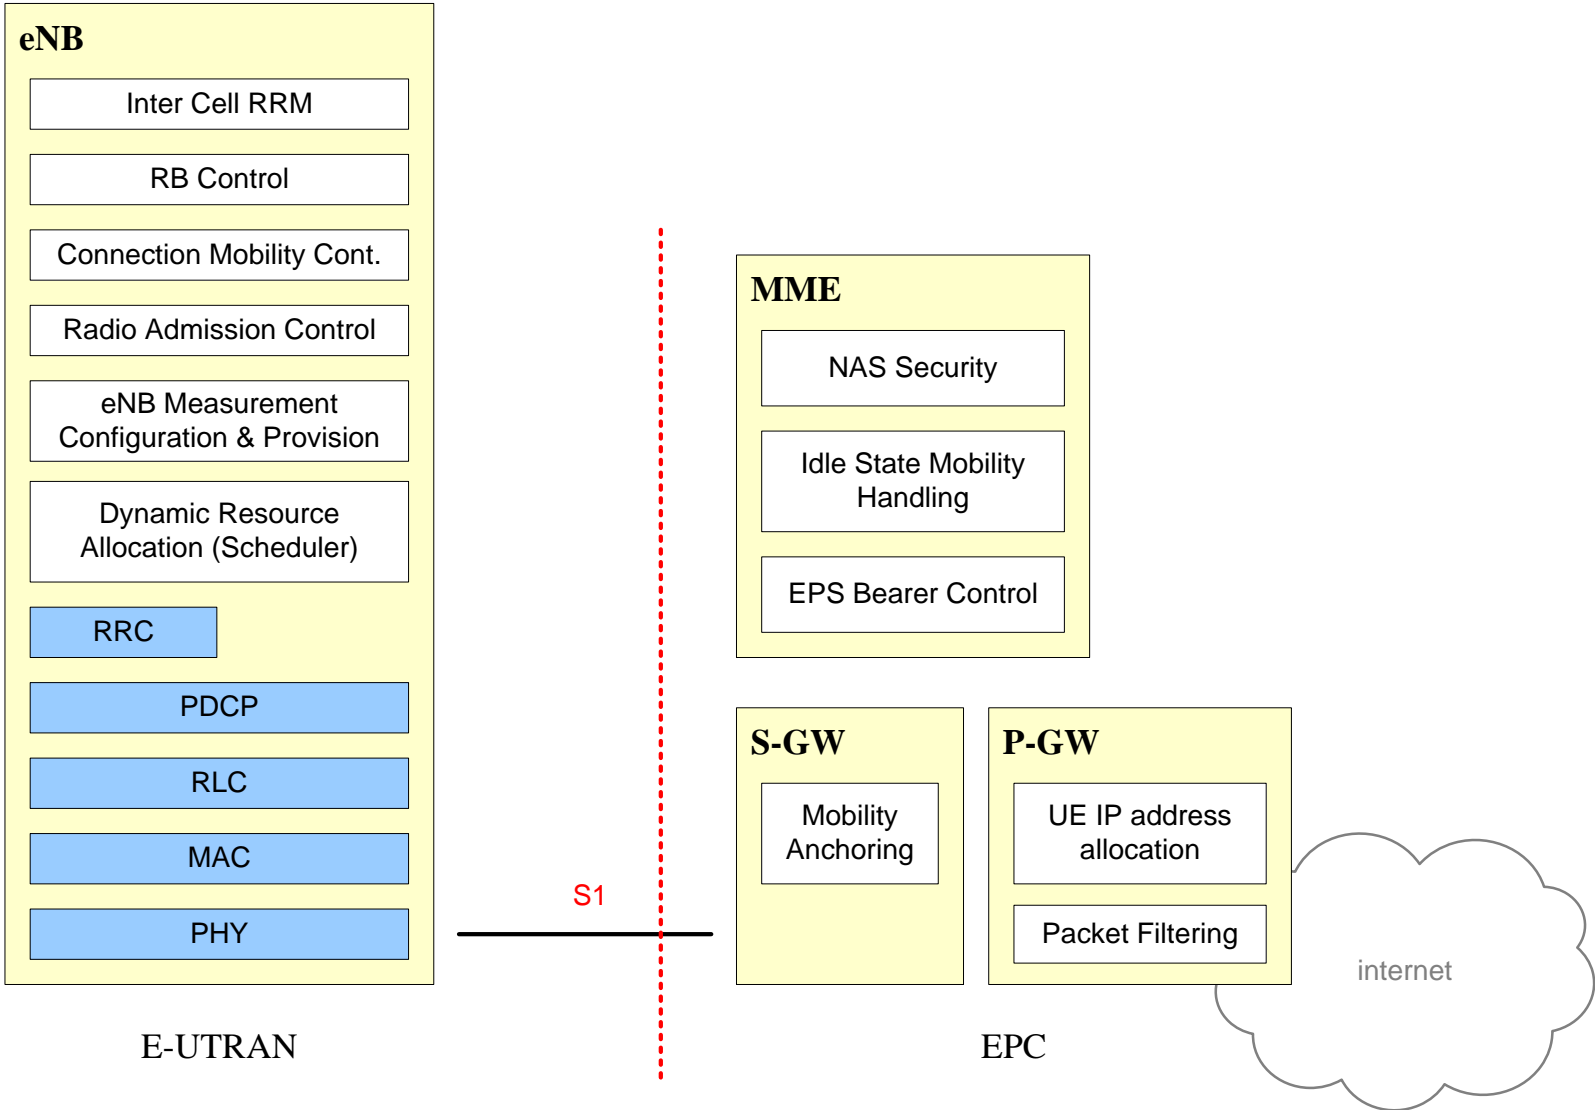 eNB
Inter Cell RRM
RB Control
Connection Mobility Cont.
Radio Admission Control
eNB Measurement
Configuration & Provision
Dynamic Resource
Allocation (Scheduler)
RRC
PDCP
RLC
MAC
PHY
S1
MME
NAS Security
Idle State Mobility
Handling
EPS Bearer Control
S-GW
Mobility
Anchoring
P-GW
UE IP address
allocation
Packet Filtering
internet
E-UTRAN
EPC